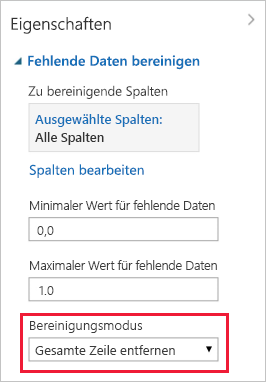 Eigenschaften
Fehlende Daten bereinigen
Zu bereinigende Spalten
Ausgewählte Spalten:
Alle Spalten
Spalten bearbeiten
Minimaler Wert für fehlende Daten
0,0
Maximaler Wert für fehlende Daten
1.0
Bereinigungsmodus
Gesamte Zeile entfernen